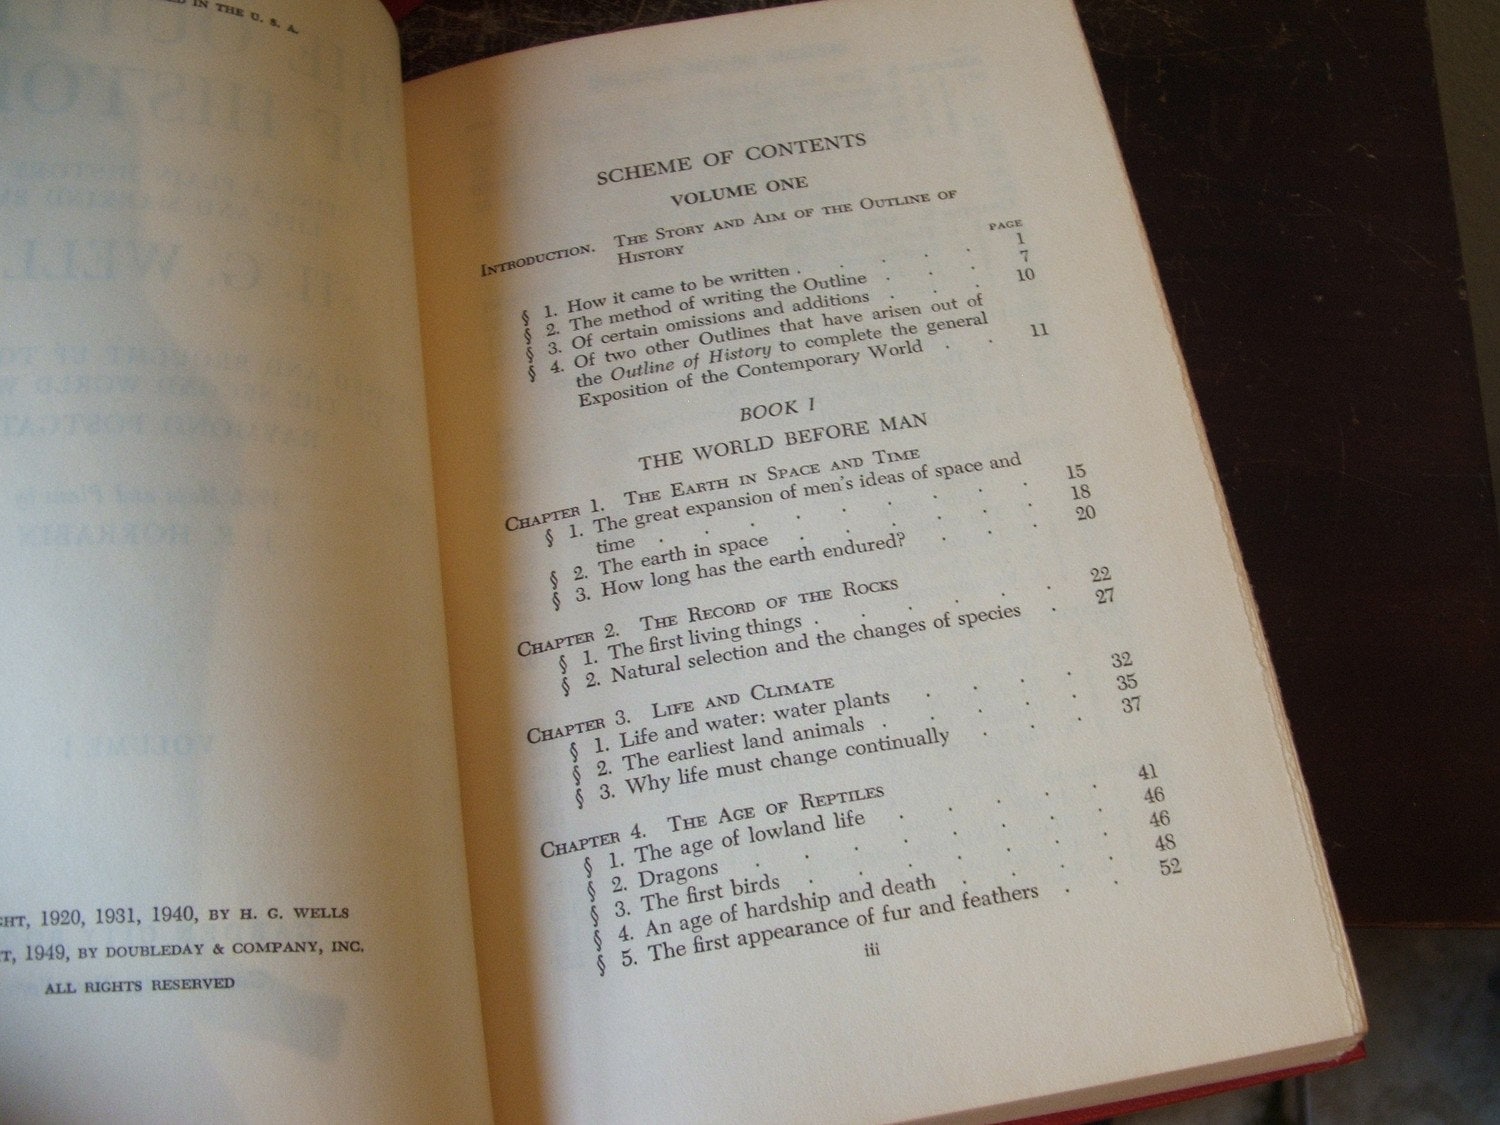 IN THE U. S. A.
GHT, 1920, 1931, 1940, BY H. G. WELLS
T, 1949, BY DOUBLEDAY & COMPANY, INC.
ALL RIGHTS RESERVED
SCHEME OF CONTENTS
VOLUME ONE
INTRODUCTION. THE STORY AND AIM OF THE OUTLINE OF
HISTORY
PAGE
§ 1. How it came to be written . . . . . 1
§ 2. The method of writing the Outline . . . 7
§ 3. Of certain omissions and additions . . . 10
§ 4. Of two other Outlines that have arisen out of
the Outline of History to complete the general
Exposition of the Contemporary World . . 11
BOOK I
THE WORLD BEFORE MAN
CHAPTER 1. THE EARTH IN SPACE AND TIME
§ 1. The great expansion of men's ideas of space and
time . . . . . . . . . 15
§ 2. The earth in space . . . . . . 18
§ 3. How long has the earth endured? . . . 20
CHAPTER 2. THE RECORD OF THE ROCKS
§ 1. The first living things . . . . . . 22
§ 2. Natural selection and the changes of species . 27
CHAPTER 3. LIFE AND CLIMATE
§ 1. Life and water: water plants . . . . 32
§ 2. The earliest land animals . . . . . 35
§ 3. Why life must change continually . . . 37
CHAPTER 4. THE AGE OF REPTILES
§ 1. The age of lowland life . . . . . 41
§ 2. Dragons . . . . . . . . 46
§ 3. The first birds . . . . . . . 46
§ 4. An age of hardship and death . . . . 48
§ 5. The first appearance of fur and feathers . . 52
iii